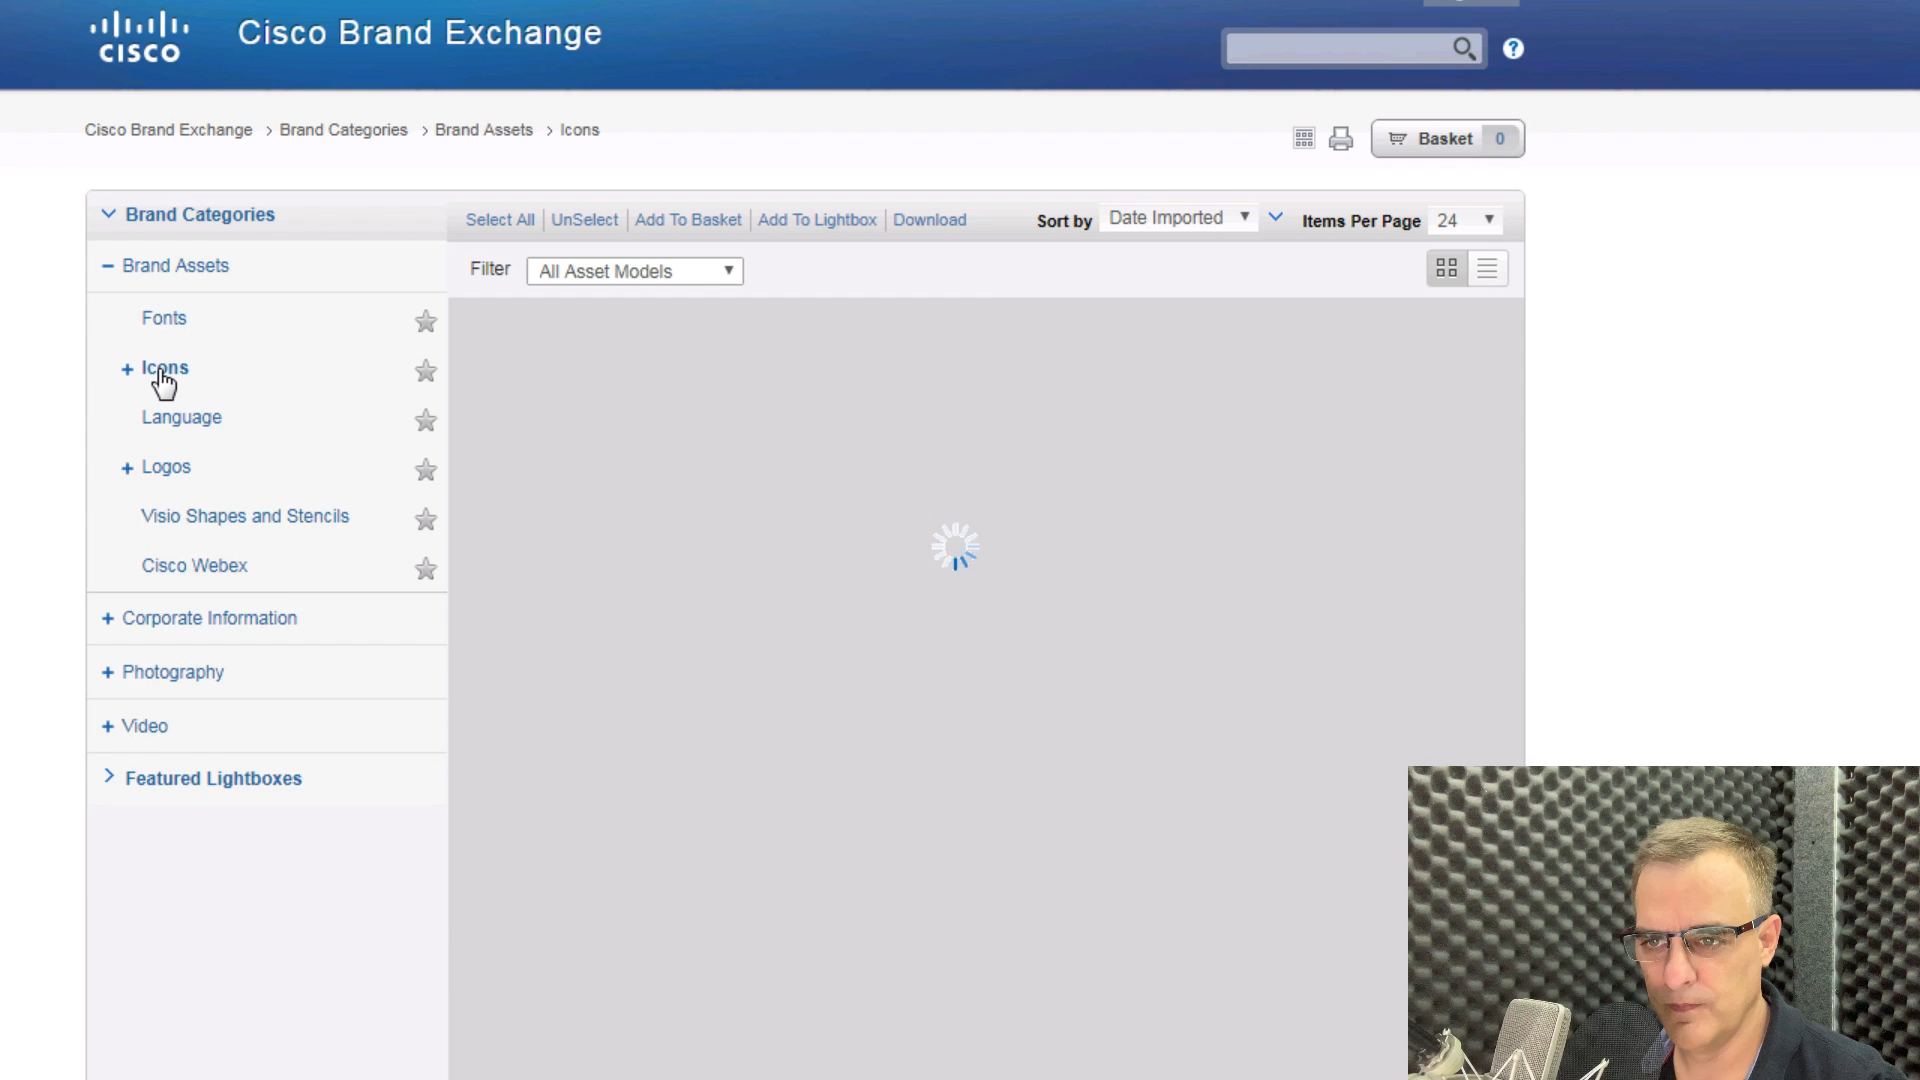 CISCO
Cisco Brand Exchange
Cisco Brand Exchange > Brand Categories > Brand Assets > Icons
Basket 0
Brand Categories
Select All | UnSelect | Add To Basket | Add To Lightbox | Download
Sort by Date Imported
Items Per Page 24
− Brand Assets
Filter All Asset Models
Fonts
+ Icons
Language
+ Logos
Visio Shapes and Stencils
Cisco Webex
+ Corporate Information
+ Photography
+ Video
Featured Lightboxes